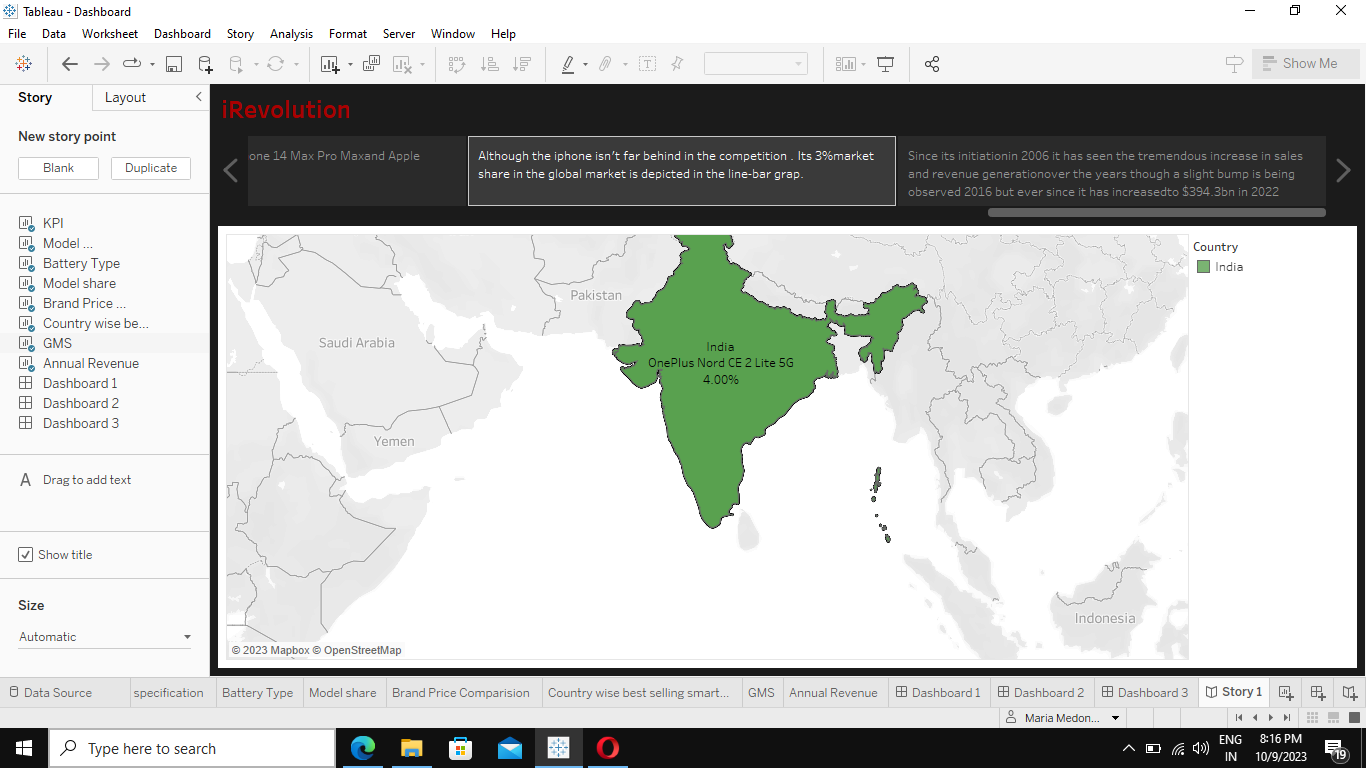 Tableau - Dashboard
File Data Worksheet Dashboard Story Analysis Format Server Window Help
Show Me
Story Layout
New story point
Blank Duplicate
KPI
Model ...
Battery Type
Model share
Brand Price ...
Country wise be...
GMS
Annual Revenue
Dashboard 1
Dashboard 2
Dashboard 3
A Drag to add text
Show title
Size
Automatic
iRevolution
one 14 Max Pro Maxand Apple
Although the iphone isn't far behind in the competition . Its 3%market
share in the global market is depicted in the line-bar grap.
Since its initiationin 2006 it has seen the tremendous increase in sales
and revenue generationover the years though a slight bump is being
observed 2016 but ever since it has increasedto $394.3bn in 2022
Pakistan
Saudi Arabia
Yemen
India
OnePlus Nord CE 2 Lite 5G
4.00%
Indonesia
© 2023 Mapbox © OpenStreetMap
Country
India
Data Source specification Battery Type Model share Brand Price Comparision Country wise best selling smart... GMS Annual Revenue Dashboard 1 Dashboard 2 Dashboard 3 Story 1
Maria Medon...
Type here to search
ENG
IN
8:16 PM
10/9/2023
19